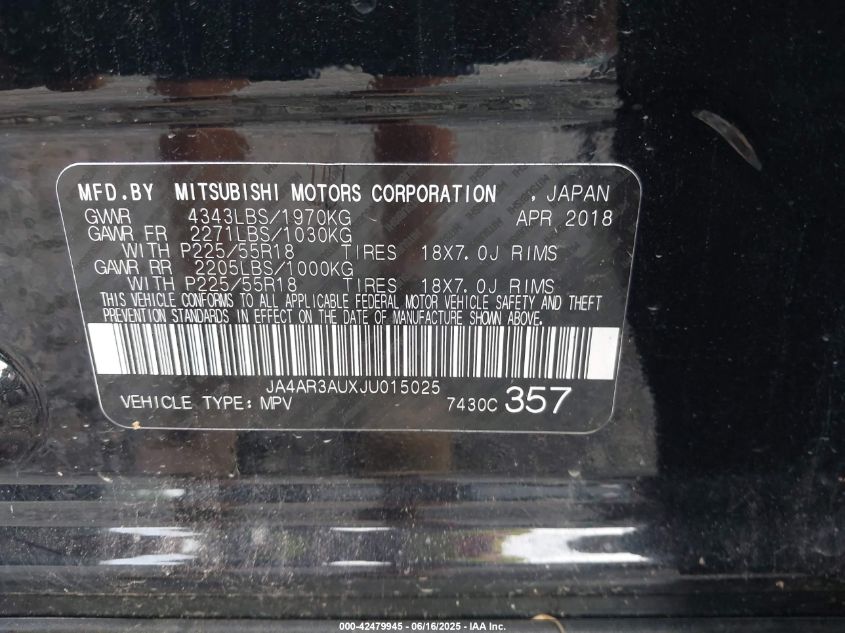 MFD.BY MITSUBISHI MOTORS CORPORATION , JAPAN
GVWR 4343LBS/1970KG APR 2018
GAWR FR 2271LBS/1030KG
WITH P225/55R18 TIRES 18X7.0J RIMS
GAWR RR 2205LBS/1000KG
WITH P225/55R18 TIRES 18X7.0J RIMS
THIS VEHICLE CONFORMS TO ALL APPLICABLE FEDERAL MOTOR VEHICLE SAFETY AND THEFT
PREVENTION STANDARDS IN EFFECT ON THE DATE OF MANUFACTURE SHOWN ABOVE.
JA4AR3AUXJU015025
VEHICLE TYPE: MPV 7430C 357
000-42479945 - 06/16/2025 - IAA Inc.